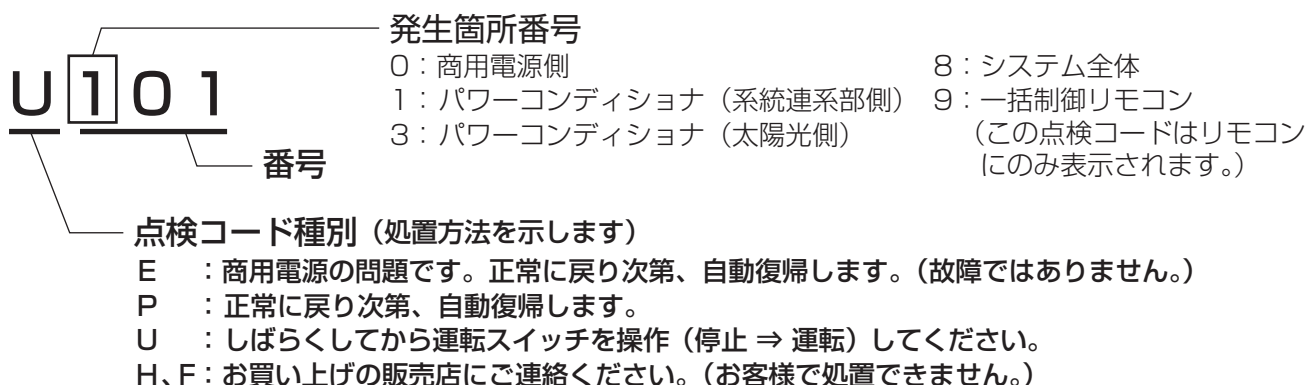 発生箇所番号
U101
0：商用電源側
1：パワーコンディショナ（系統連系部側）
3：パワーコンディショナ（太陽光側）
8：システム全体
9：一括制御リモコン
（この点検コードはリモコン
にのみ表示されます。）
番号
点検コード種別（処置方法を示します）
E ：商用電源の問題です。正常に戻り次第、自動復帰します。（故障ではありません。）
P ：正常に戻り次第、自動復帰します。
U ：しばらくしてから運転スイッチを操作（停止 ⇒ 運転）してください。
H、F：お買い上げの販売店にご連絡ください。（お客様で処置できません。）